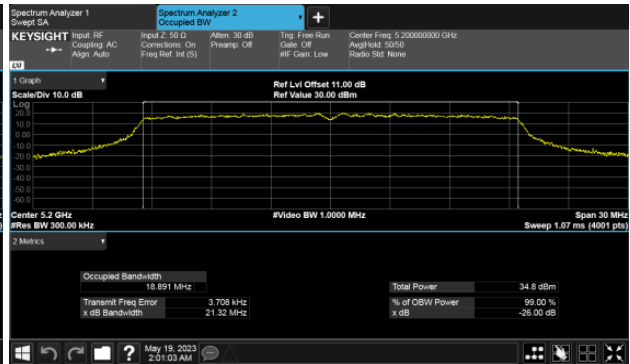 Spectrum Analyzer 1
Swept SA
Spectrum Analyzer 2
Occupied BW
KEYSIGHT
Input: RF
Coupling: AC
Align: Auto
Input Z: 50 Ω
Corrections: On
Freq Ref: Int (S)
Atten: 30 dB
Preamp: Off
Trig: Free Run
Gate: Off
#IF Gain: Low
Center Freq: 5.200000000 GHz
Avg|Hold: 50/50
Radio Std: None
LXI
1 Graph
Scale/Div 10.0 dB
Ref Lvl Offset 11.00 dB
Ref Value 30.00 dBm
Log
20.0
10.0
0.00
-10.0
-20.0
-30.0
-40.0
-50.0
-60.0
Center 5.2 GHz
#Res BW 300.00 kHz
#Video BW 1.0000 MHz
Span 30 MHz
Sweep 1.07 ms (4001 pts)
2 Metrics
Occupied Bandwidth
18.891 MHz
Transmit Freq Error 3.708 kHz
x dB Bandwidth 21.32 MHz
Total Power 34.8 dBm
% of OBW Power 99.00 %
x dB -26.00 dB
May 19, 2023
2:01:03 AM